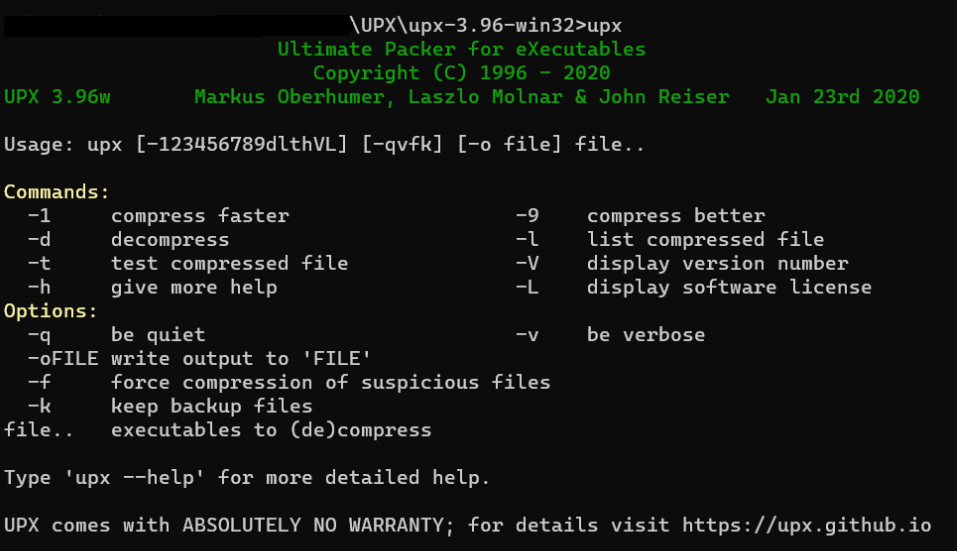 \UPX\upx-3.96-win32>upx
Ultimate Packer for eXecutables
Copyright (C) 1996 - 2020
UPX 3.96w Markus Oberhumer, Laszlo Molnar & John Reiser Jan 23rd 2020
Usage: upx [-123456789dlthVL] [-qvfk] [-o file] file..
Commands:
-1 compress faster -9 compress better
-d decompress -l list compressed file
-t test compressed file -V display version number
-h give more help -L display software license
Options:
-q be quiet -v be verbose
-oFILE write output to 'FILE'
-f force compression of suspicious files
-k keep backup files
file.. executables to (de)compress
Type 'upx --help' for more detailed help.
UPX comes with ABSOLUTELY NO WARRANTY; for details visit https://upx.github.io